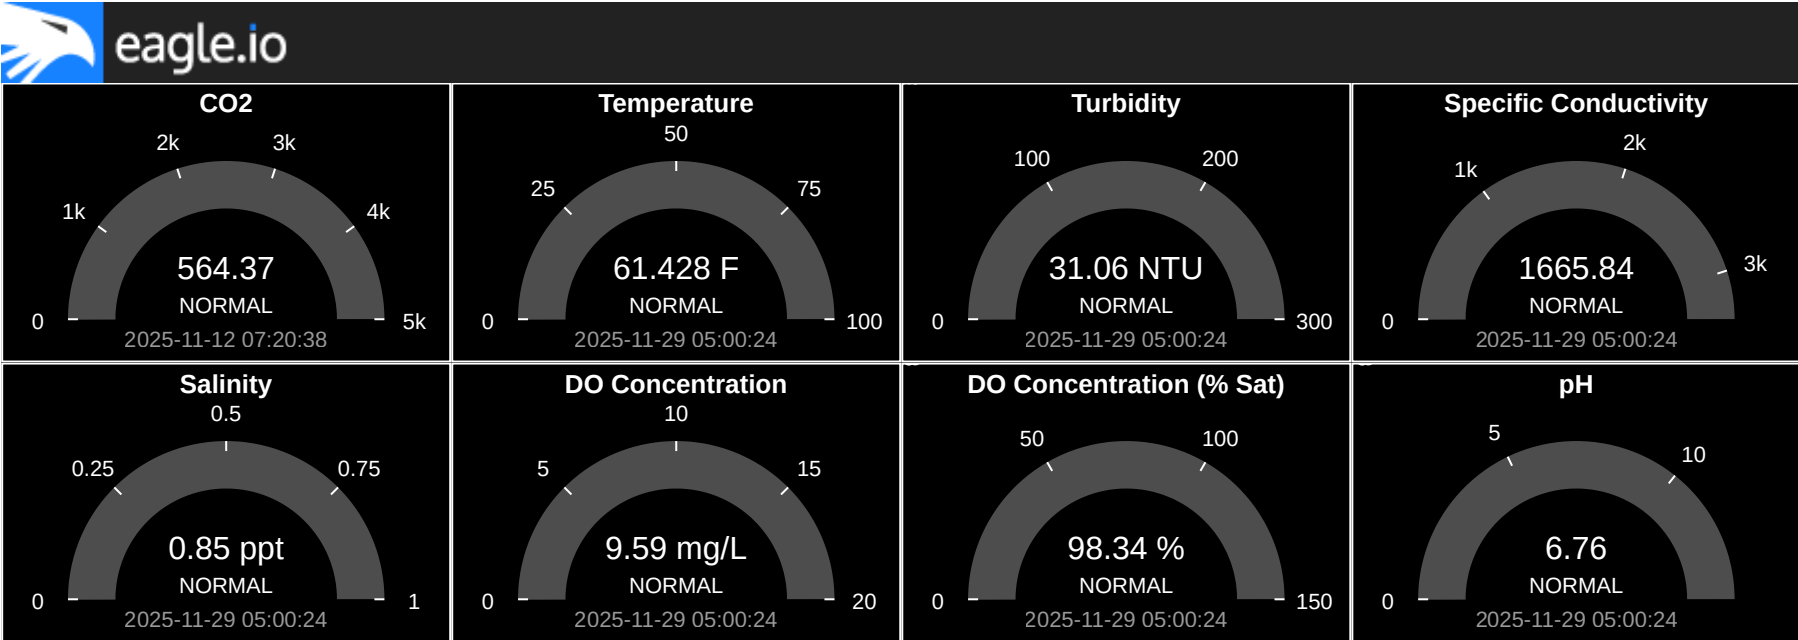 eagle.io
CO2
2k
3k
1k
4k
564.37
NORMAL
0
5k
2025-11-12 07:20:38
Temperature
50
25
75
61.428 F
NORMAL
0
100
2025-11-29 05:00:24
Turbidity
100
200
31.06 NTU
NORMAL
0
300
2025-11-29 05:00:24
Specific Conductivity
2k
1k
3k
1665.84
NORMAL
0
2025-11-29 05:00:24
Salinity
0.5
0.25
0.75
0.85 ppt
NORMAL
0
1
2025-11-29 05:00:24
DO Concentration
10
5
15
9.59 mg/L
NORMAL
0
20
2025-11-29 05:00:24
DO Concentration (% Sat)
50
100
98.34 %
NORMAL
0
150
2025-11-29 05:00:24
pH
5
10
6.76
NORMAL
0
2025-11-29 05:00:24